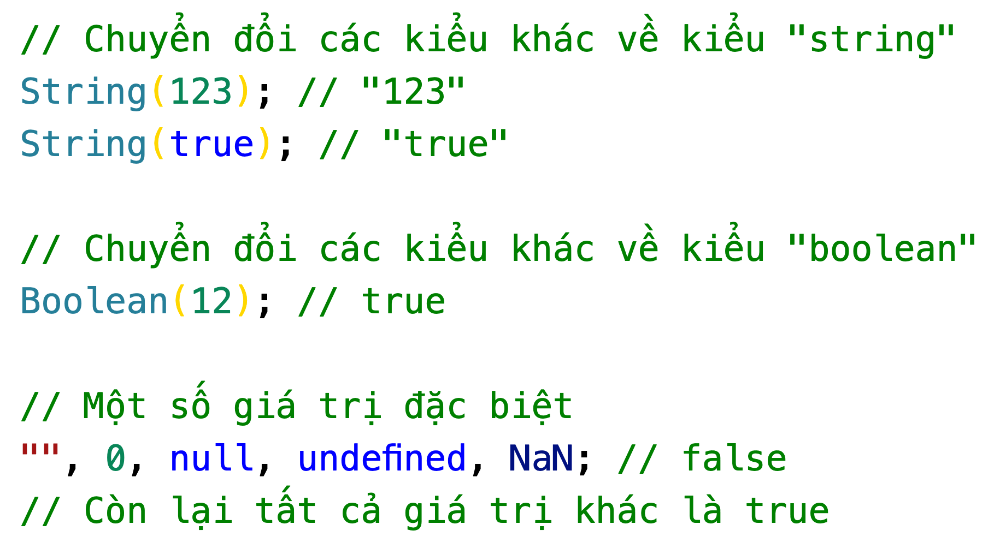 // Chuyển đổi các kiểu khác về kiểu "string"
String(123); // "123"
String(true); // "true"
// Chuyển đổi các kiểu khác về kiểu "boolean"
Boolean(12); // true
// Một số giá trị đặc biệt
"", 0, null, undefined, NaN; // false
// Còn lại tất cả giá trị khác là true